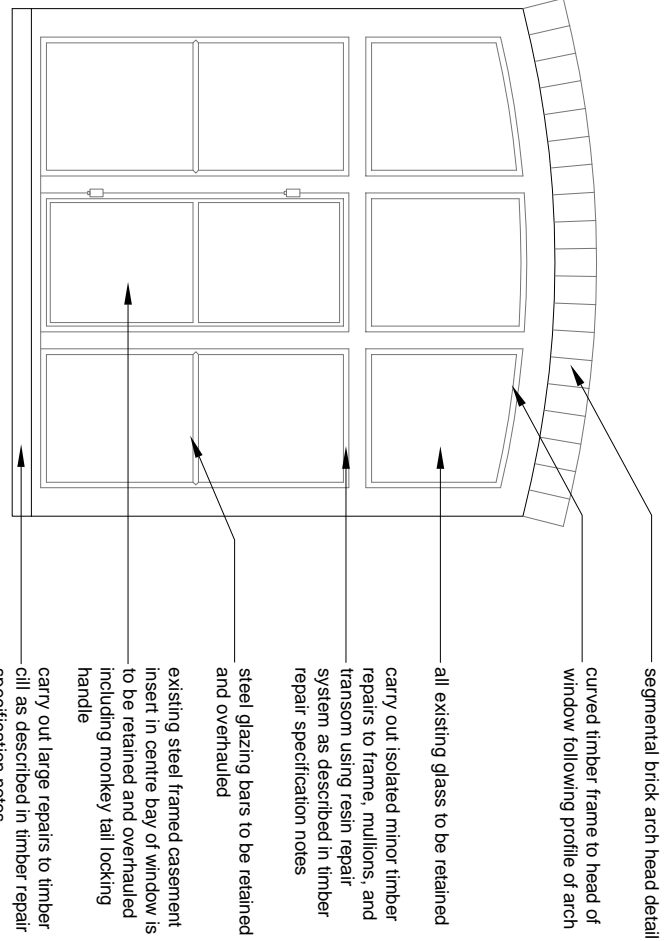 segmental brick arch head detail
curved timber frame to head of
window following profile of arch
all existing glass to be retained
carry out isolated minor timber
repairs to frame, mullions, and
transom using resin repair
system as described in timber
repair specification notes
steel glazing bars to be retained
and overhauled
existing steel framed casement
insert in centre bay of window is
to be retained and overhauled
including monkey tail locking
handle
carry out large repairs to timber
cill as described in timber repair
specification notes